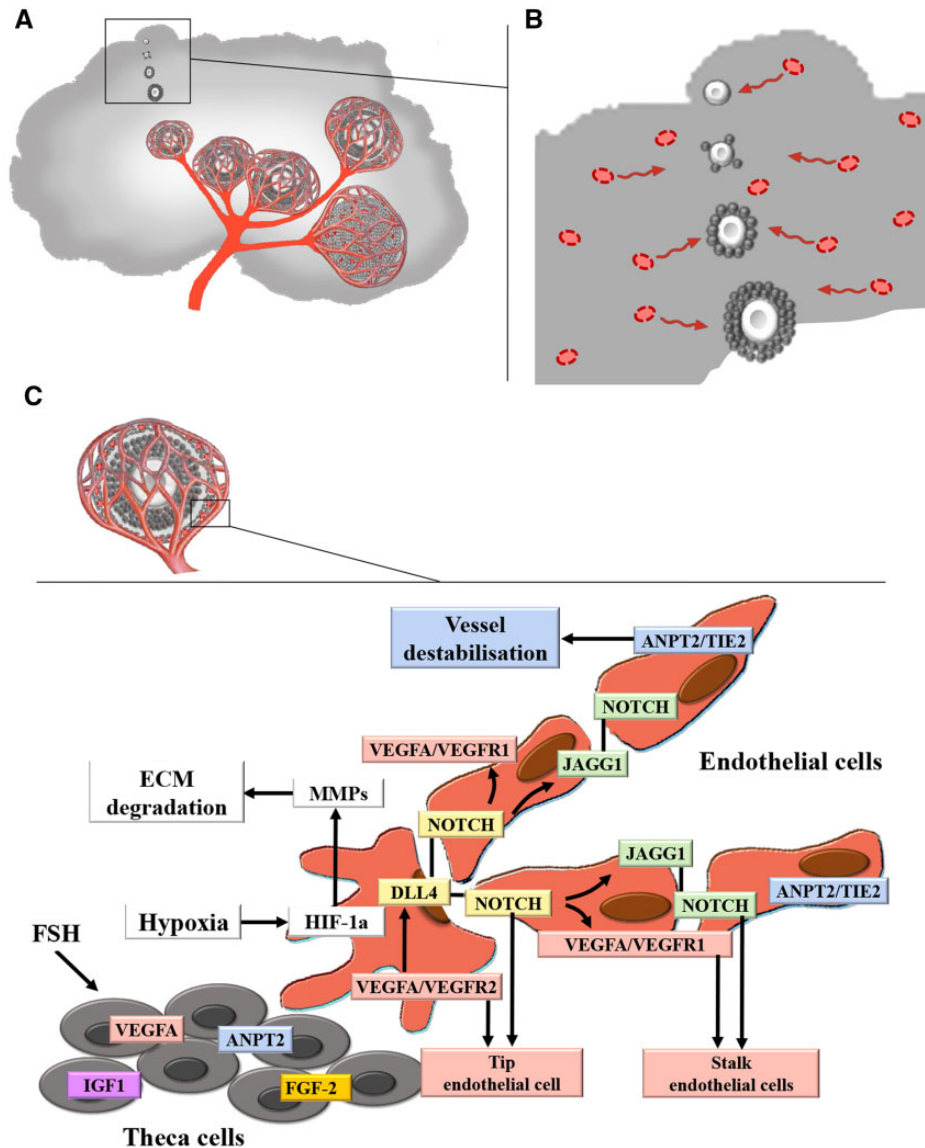 A
B
C
Vessel
destabilisation
ANPT2/TIE2
NOTCH
VEGFA/VEGFR1
JAGG1
Endothelial cells
ECM
degradation
MMPs
NOTCH
JAGG1
DLL4
NOTCH
NOTCH
ANPT2/TIE2
Hypoxia
HIF-1a
VEGFA/VEGFR1
FSH
VEGFA/VEGFR2
VEGFA
ANPT2
Tip
endothelial cell
Stalk
endothelial cells
IGF1
FGF-2
Theca cells